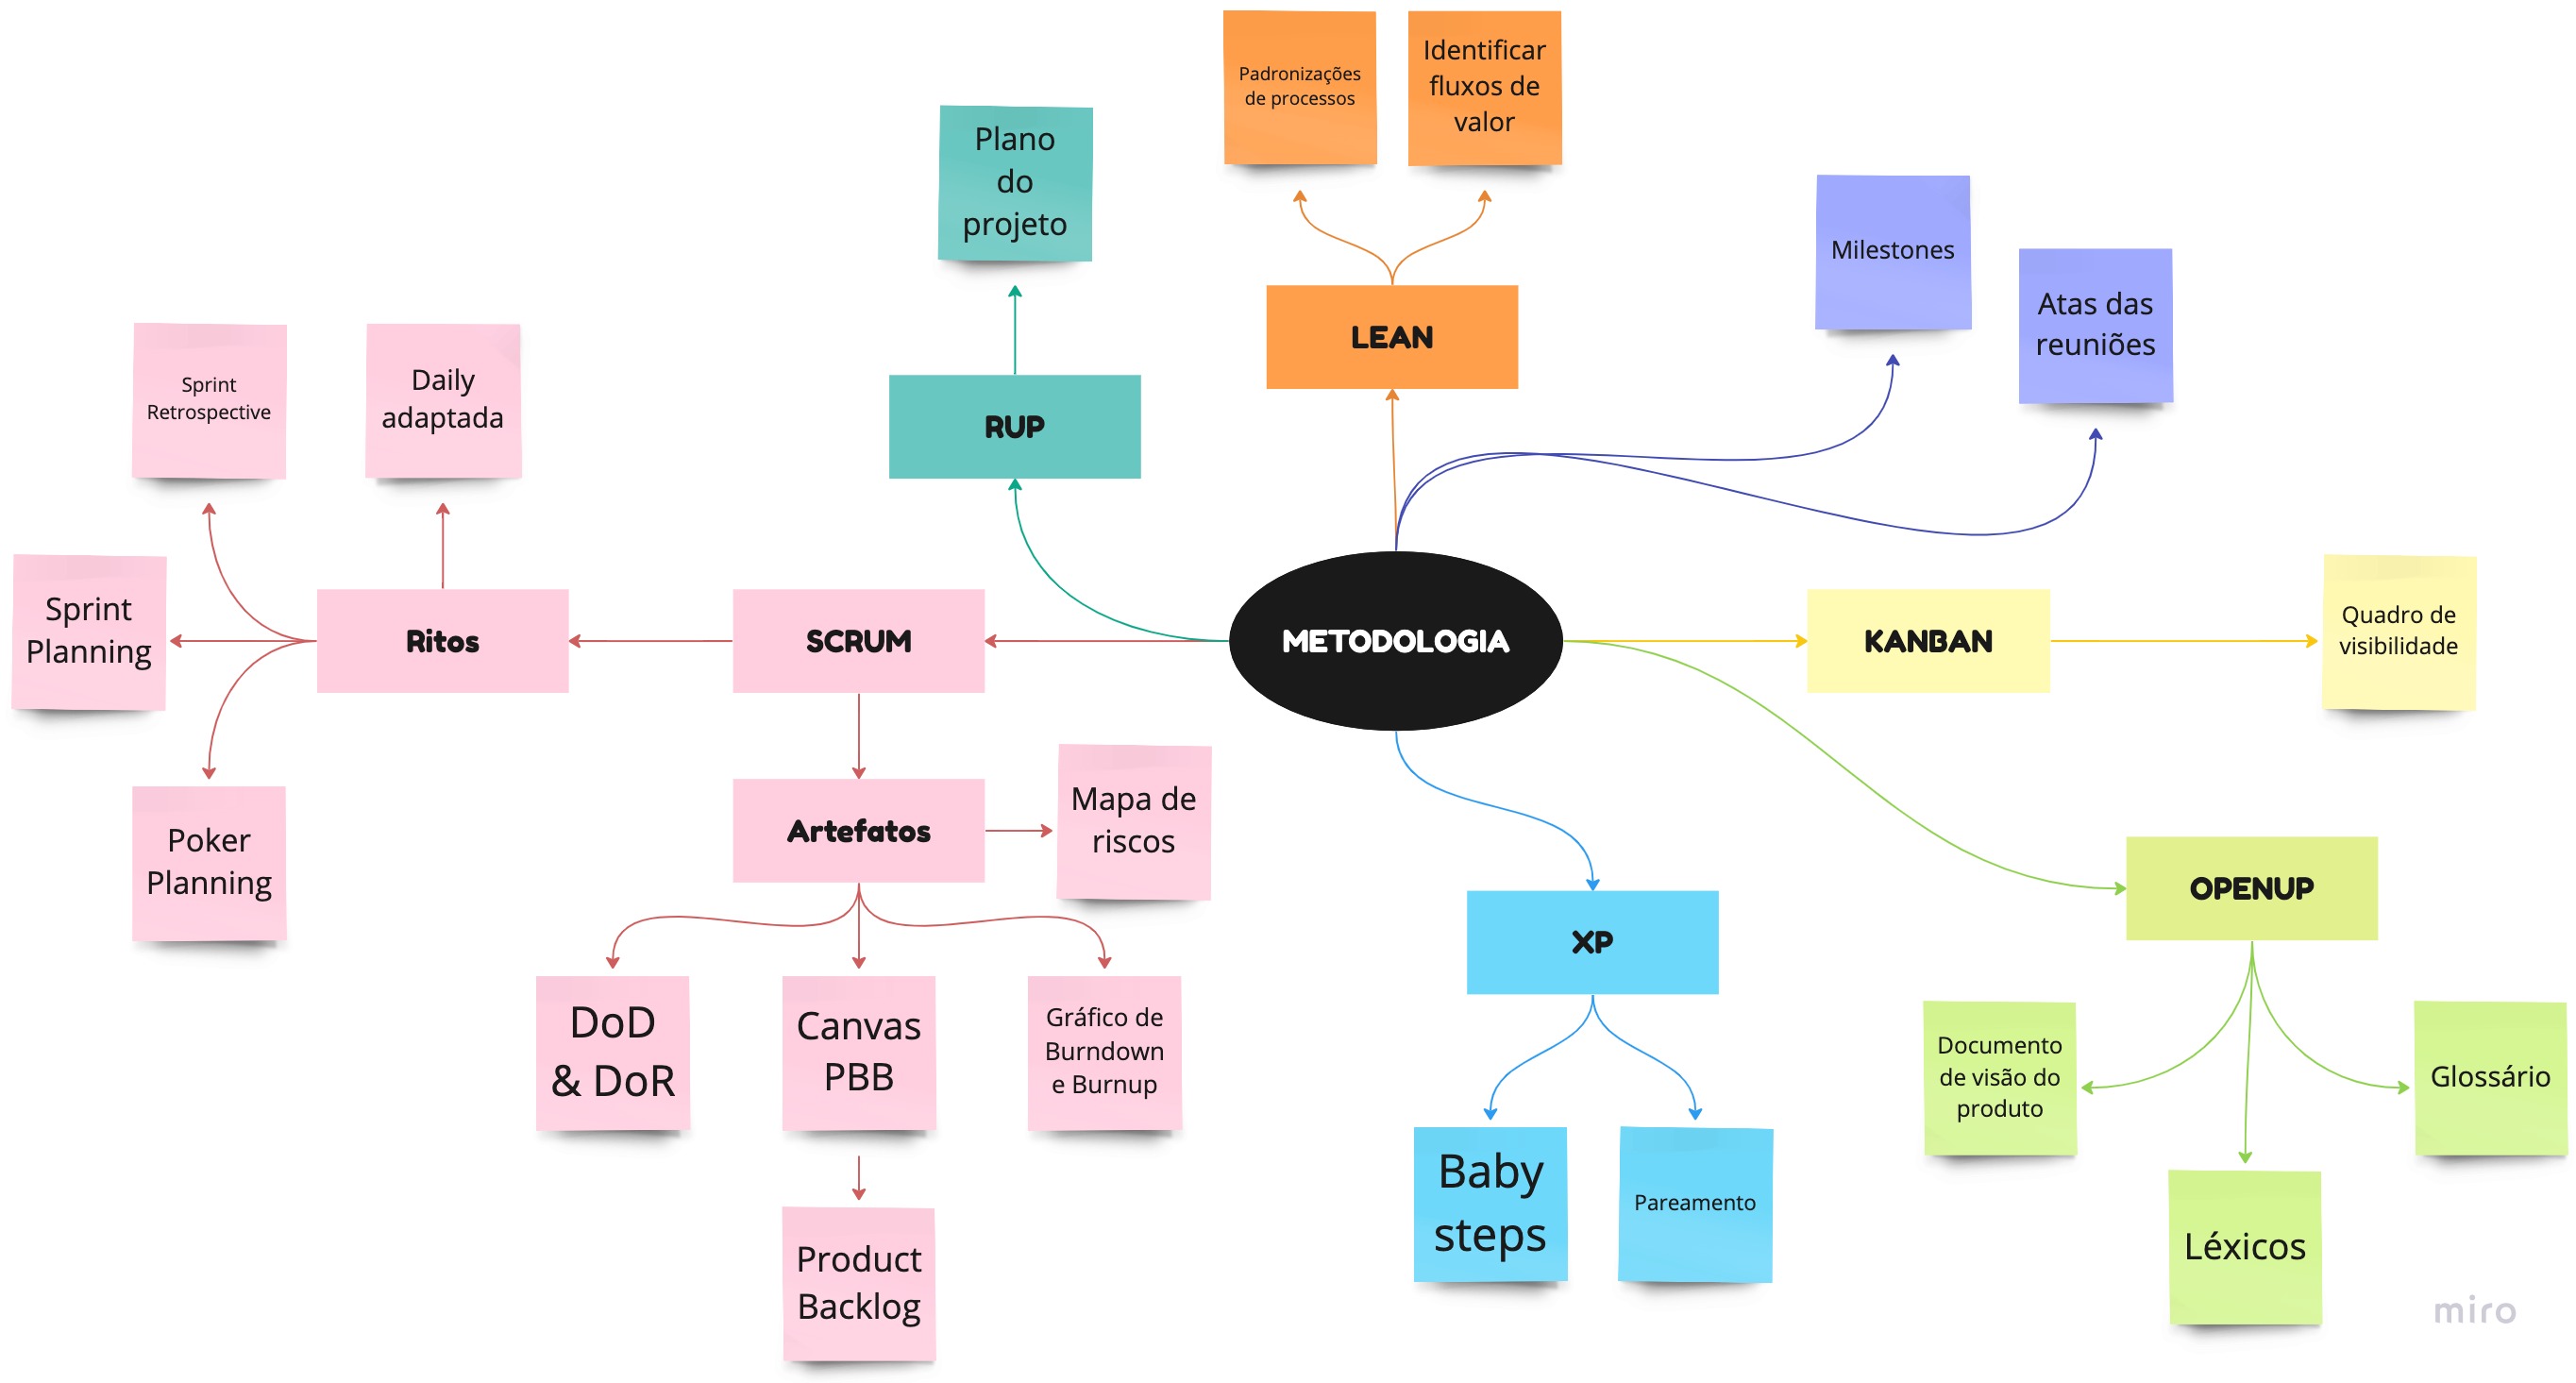 Padronizações
de processos
Identificar
fluxos de
valor
Plano
do
projeto
LEAN
Milestones
Atas das
reuniões
RUP
Sprint
Retrospective
Daily
adaptada
Sprint
Planning
Ritos
SCRUM
METODOLOGIA
KANBAN
Quadro de
visibilidade
Poker
Planning
Artefatos
Mapa de
riscos
OPENUP
XP
DoD
& DoR
Canvas
PBB
Gráfico de
Burndown
e Burnup
Documento
de visão do
produto
Glossário
Baby
steps
Pareamento
Léxicos
Product
Backlog
miro